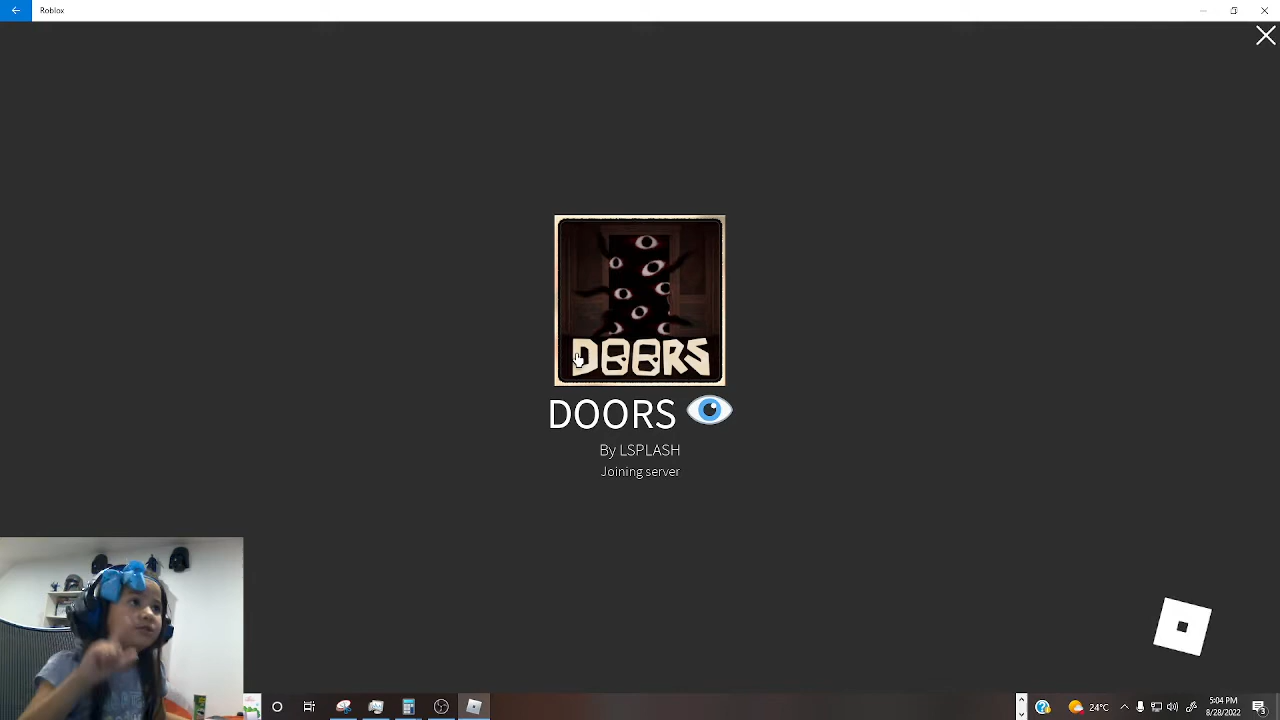 Roblox
DOORS
DOORS
By LSPLASH
Joining server
24°C
5:04 PM
8/28/2022